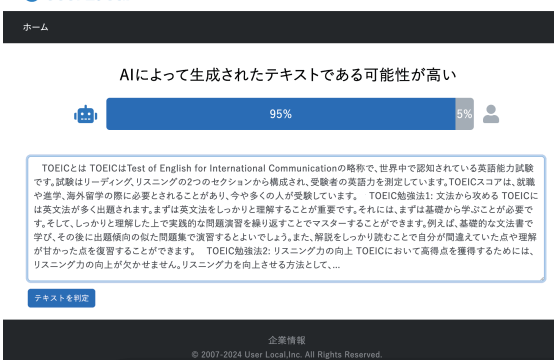 ホーム
AIによって生成されたテキストである可能性が高い
95%
5%
TOEICとは TOEICはTest of English for International Communicationの略称で、世界中で認知されている英語能力試験
です。試験はリーディング、リスニングの2つのセクションから構成され、受験者の英語力を測定しています。TOEICスコアは、就職
や進学、海外留学の際に必要とされることがあり、今や多くの人が受験しています。 TOEIC勉強法1: 文法から攻める TOEICに
は英文法が多く出題されます。まずは英文法をしっかりと理解することが重要です。それには、まずは基礎から学ぶことが必要で
す。そして、しっかりと理解した上で実践的な問題演習を繰り返すことでマスターすることができます。例えば、基礎的な文法書で
学び、その後に出題傾向の似た問題集で演習するとよいでしょう。また、解説をしっかり読むことで自分が間違えていた点や理解
が甘かった点を復習することができます。 TOEIC勉強法2: リスニング力の向上 TOEICにおいて高得点を獲得するためには、
リスニング力の向上が欠かせません。リスニング力を向上させる方法として、...
テキストを判定
企業情報
© 2007-2024 User Local,Inc. All Rights Reserved.